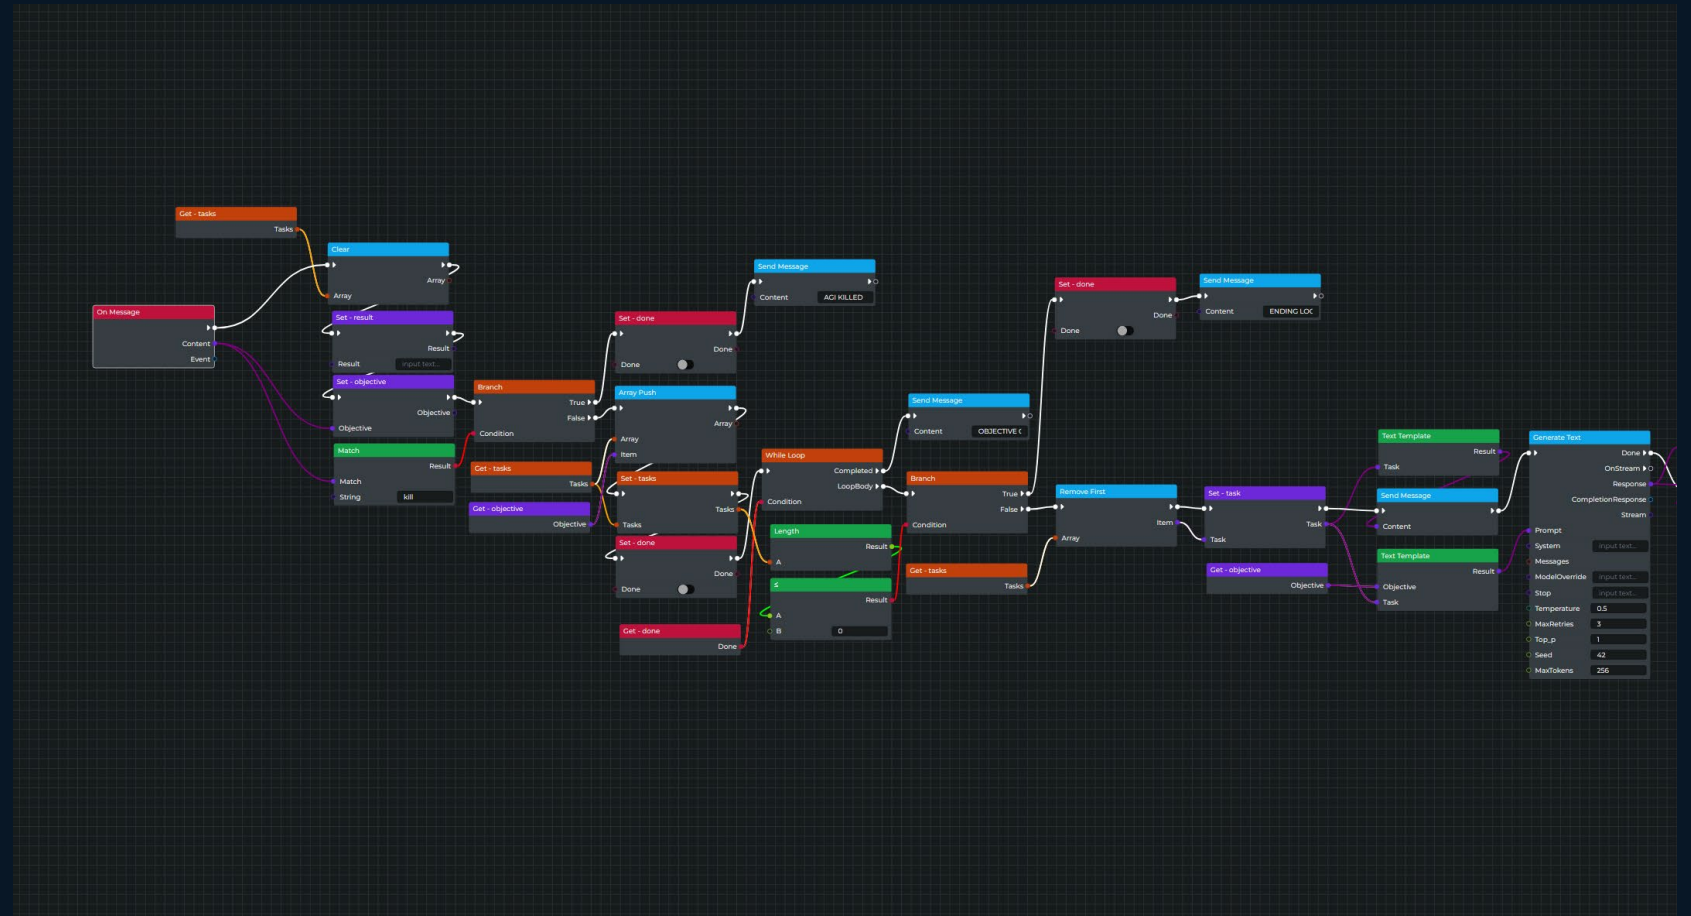 Get - tasks
Tasks
Clear
Array
Array
On Message
Content
Event
Set - result
Result
Result
input text...
Set - objective
Objective
Objective
Match
Result
Match
String
kill
Branch
True
False
Condition
Get - tasks
Tasks
Get - objective
Objective
Set - done
Done
Done
Array Push
Array
Array
Item
Set - tasks
Tasks
Tasks
Set - done
Done
Done
Get - done
Done
Send Message
Content
AGI KILLED
While Loop
Completed
LoopBody
Condition
Length
Result
A
≤
Result
A
B
0
Send Message
Content
OBJECTIVE C
Branch
True
False
Condition
Get - tasks
Tasks
Set - done
Done
Done
Send Message
Content
ENDING LOC
Remove First
Item
Array
Set - task
Task
Task
Get - objective
Objective
Text Template
Result
Task
Send Message
Content
Text Template
Result
Objective
Task
Generate Text
Done
OnStream
Response
CompletionResponse
Stream
Prompt
System
input text...
Messages
ModelOverride
input text...
Stop
input text...
Temperature
0.5
MaxRetries
3
Top_p
1
Seed
42
MaxTokens
256